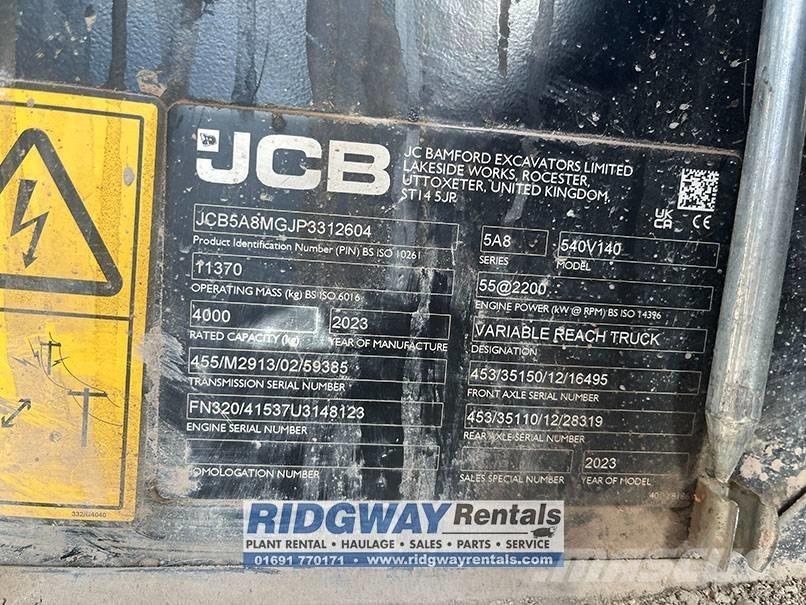 JCB
JC BAMFORD EXCAVATORS LIMITED
LAKESIDE WORKS, ROCESTER,
UTTOXETER, UNITED KINGDOM,
ST14 5JP
UK
CA CE
JCB5A8MGJP3312604
Product Identification Number (PIN) BS ISO 10261
5A8
SERIES
540V140
MODEL
11370
OPERATING MASS (kg) BS ISO 6016
55@2200
ENGINE POWER (kW @ RPM) BS ISO 14396
4000
RATED CAPACITY (kg)
2023
YEAR OF MANUFACTURE
VARIABLE REACH TRUCK
DESIGNATION
455/M2913/02/59385
TRANSMISSION SERIAL NUMBER
453/35150/12/16495
FRONT AXLE SERIAL NUMBER
FN320/41537U3148123
ENGINE SERIAL NUMBER
453/35110/12/28319
REAR AXLE SERIAL NUMBER
OMOLOGATION NUMBER
SALES SPECIAL NUMBER
2023
YEAR OF MODEL
332/G4040
RIDGWAY Rentals
PLANT RENTAL • HAULAGE • SALES • PARTS • SERVICE
01691 770171 • www.ridgwayrentals.com